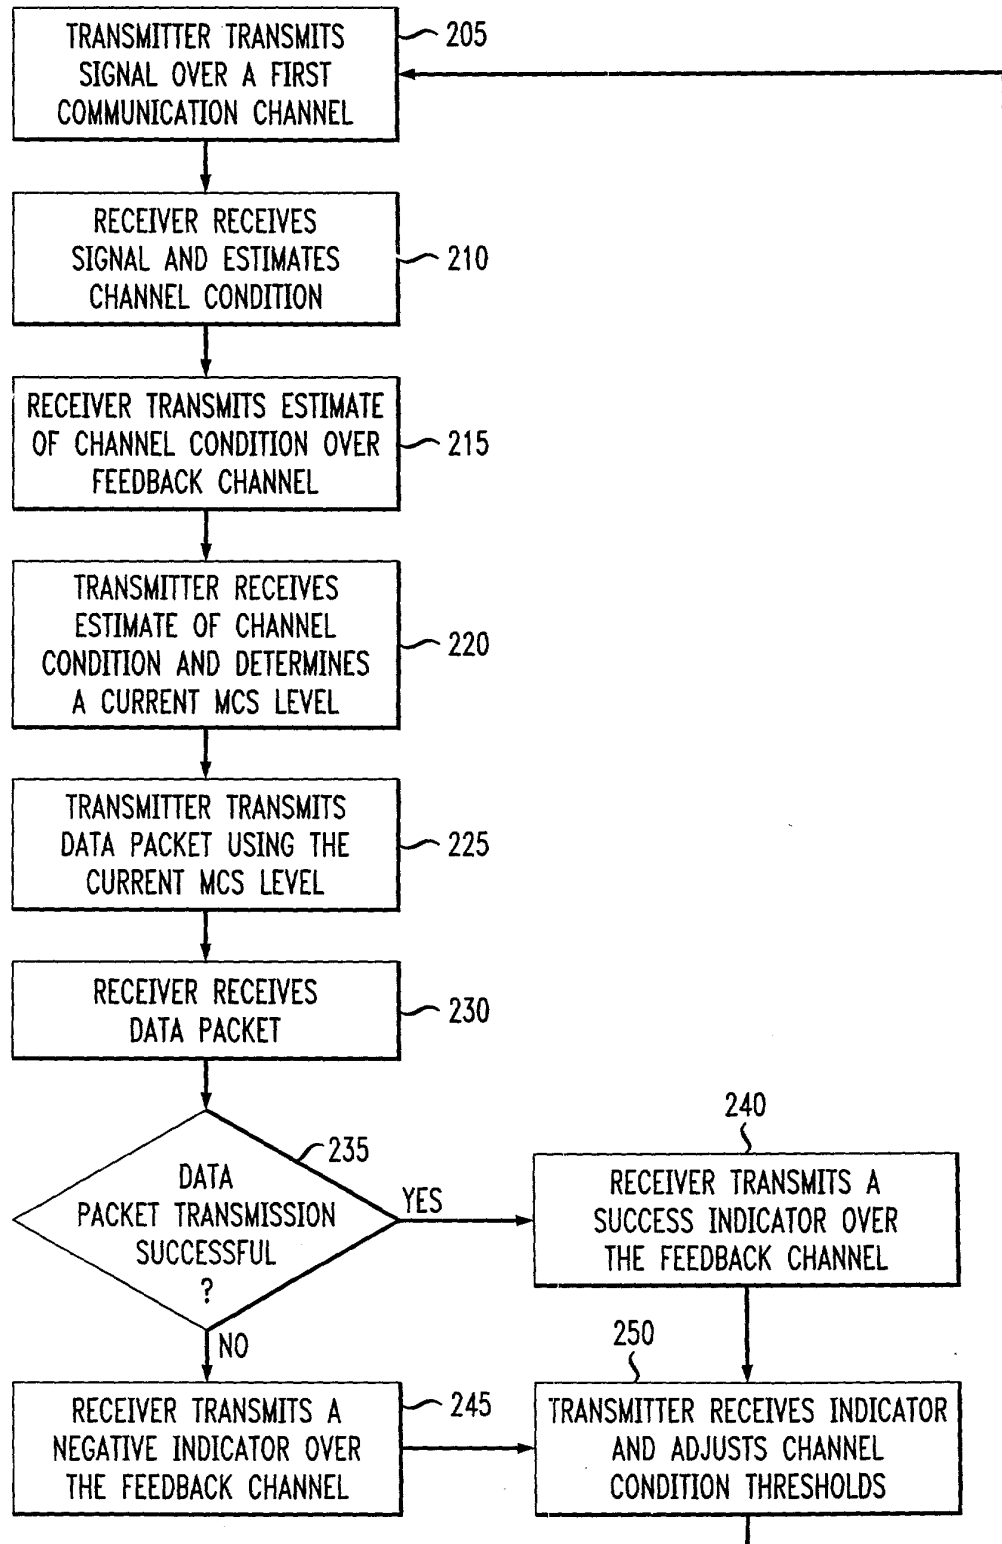 TRANSMITTER TRANSMITS
SIGNAL OVER A FIRST
COMMUNICATION CHANNEL
205
RECEIVER RECEIVES
SIGNAL AND ESTIMATES
CHANNEL CONDITION
210
RECEIVER TRANSMITS ESTIMATE
OF CHANNEL CONDITION OVER
FEEDBACK CHANNEL
215
TRANSMITTER RECEIVES
ESTIMATE OF CHANNEL
CONDITION AND DETERMINES
A CURRENT MCS LEVEL
220
TRANSMITTER TRANSMITS
DATA PACKET USING THE
CURRENT MCS LEVEL
225
RECEIVER RECEIVES
DATA PACKET
230
DATA
PACKET TRANSMISSION
SUCCESSFUL
?
235
YES
NO
240
RECEIVER TRANSMITS A
SUCCESS INDICATOR OVER
THE FEEDBACK CHANNEL
RECEIVER TRANSMITS A
NEGATIVE INDICATOR OVER
THE FEEDBACK CHANNEL
245
250
TRANSMITTER RECEIVES INDICATOR
AND ADJUSTS CHANNEL
CONDITION THRESHOLDS